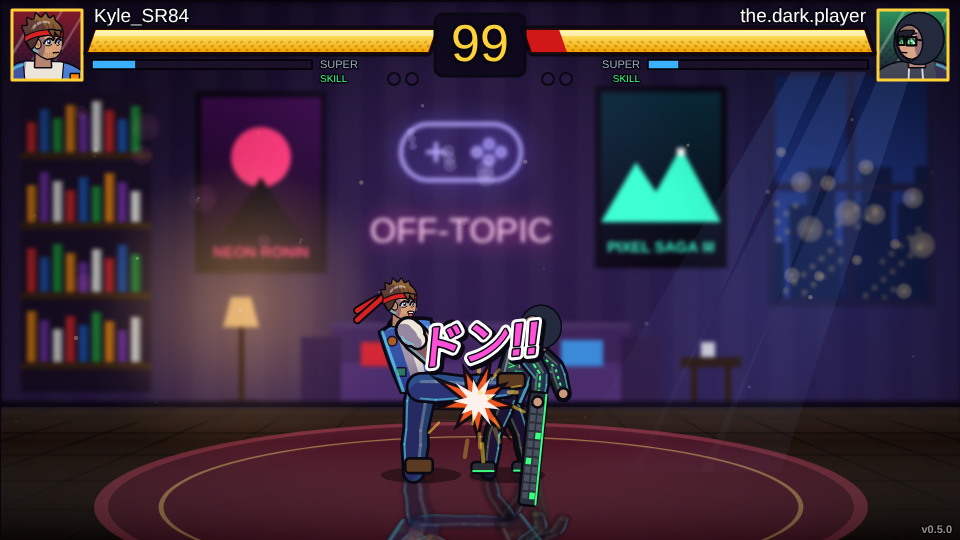 Kyle_SR84
99
the.dark.player
SUPER
SKILL
SUPER
SKILL
OFF-TOPIC
NEON RONIN
PIXEL SAGA III
ドン!!
v0.5.0